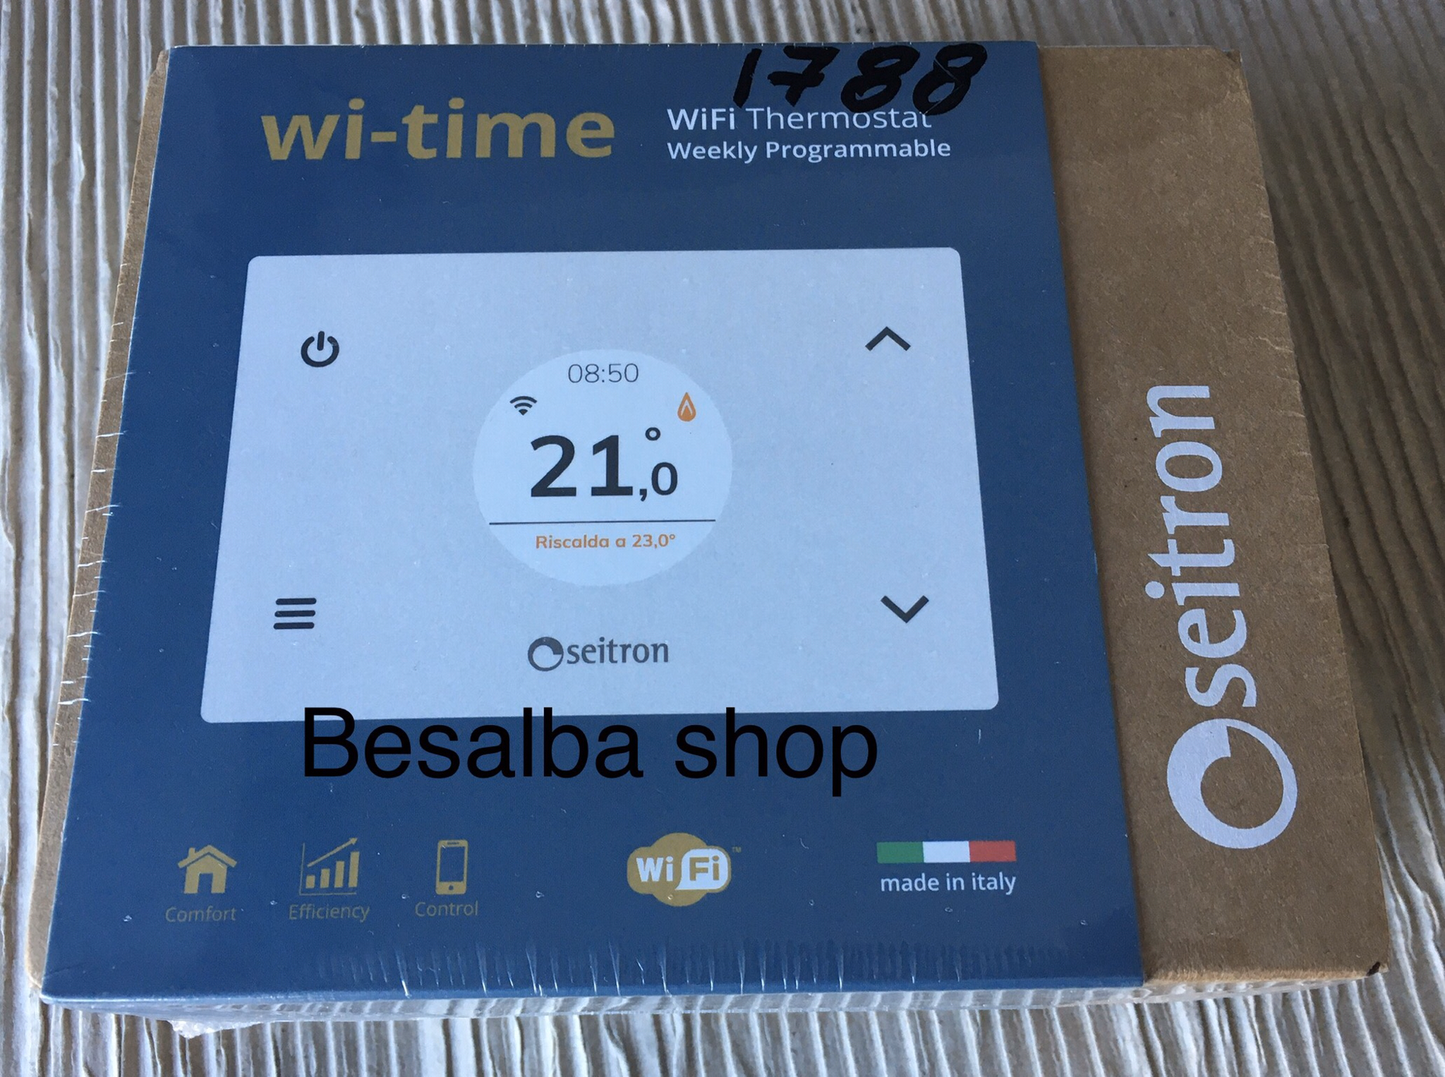 1788
wi-time
WiFi Thermostat
Weekly Programmable
08:50
21,0°
Riscalda a 23,0°
seitron
Besalba shop
Comfort
Efficiency
Control
WiFi™
made in italy
seitron